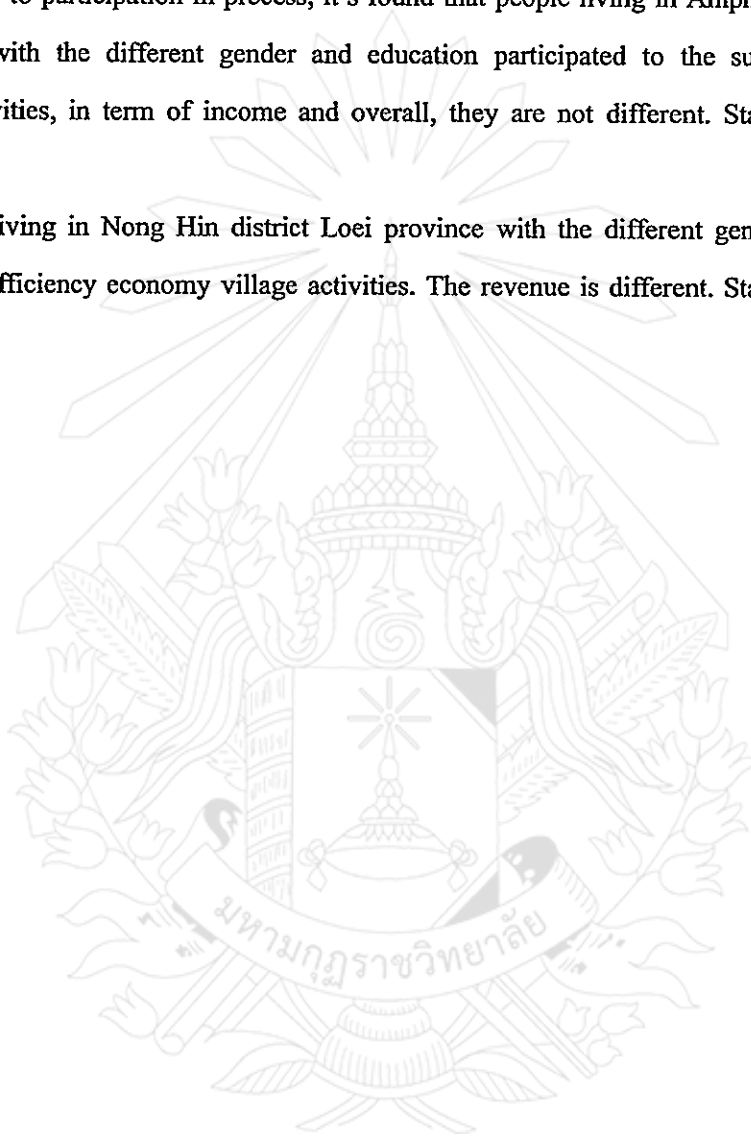 to participation in process, it's found that people living in Amph
with the different gender and education participated to the su
vities, in term of income and overall, they are not different. Sta
iving in Nong Hin district Loei province with the different gen
fficiency economy village activities. The revenue is different. Sta
มหามกุฏราชวิทยาลัย